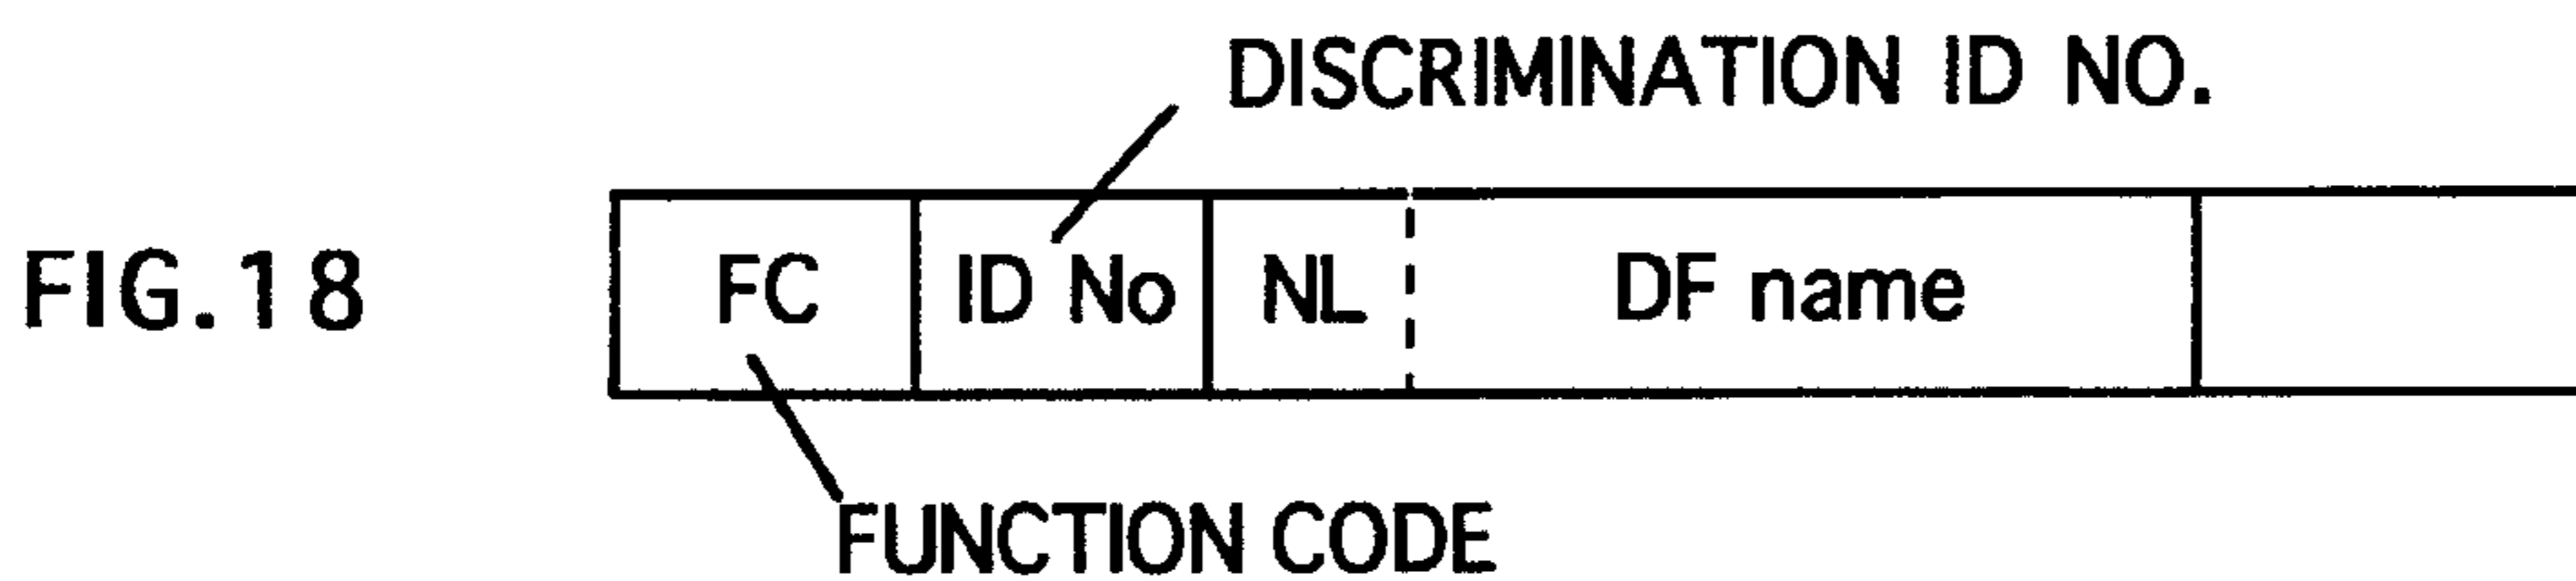 DISCRIMINATION ID NO.
FIG.18 FC ID No NL DF name
FUNCTION CODE